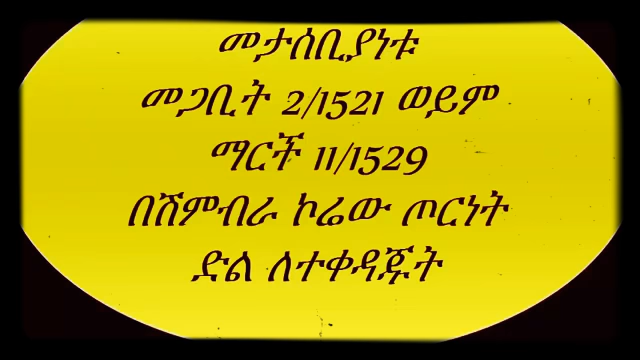 መታሰቢያነቱ
መጋቢት 2/1521 ወይም
ማርች 11/1529
በሽምብራ ኮሬው ጦርነት
ድል ለተቀዳጁት